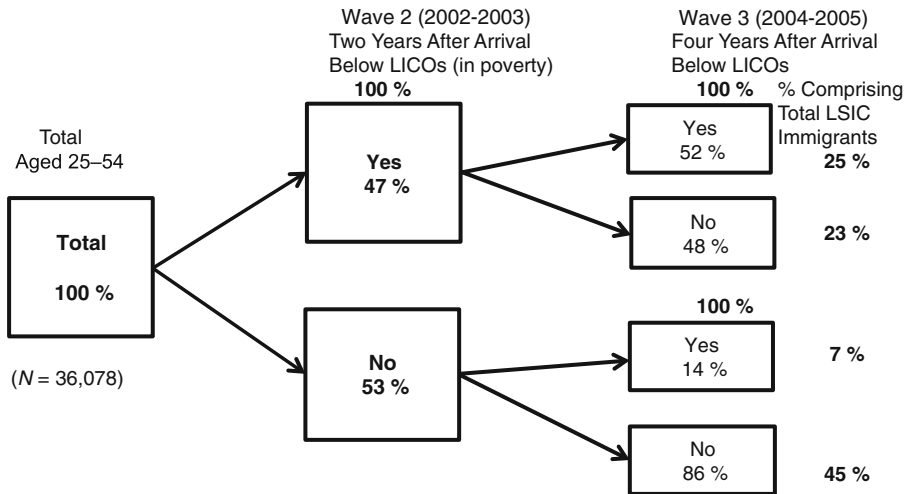 Wave 2 (2002-2003)
Two Years After Arrival
Below LICOs (in poverty)
100 %
Wave 3 (2004-2005)
Four Years After Arrival
Below LICOs
100 %
% Comprising
Total LSIC
Immigrants
Total
Aged 25–54
Total
100 %
(N = 36,078)
Yes
47 %
No
53 %
Yes
52 %
25 %
No
48 %
23 %
100 %
Yes
14 %
7 %
No
86 %
45 %